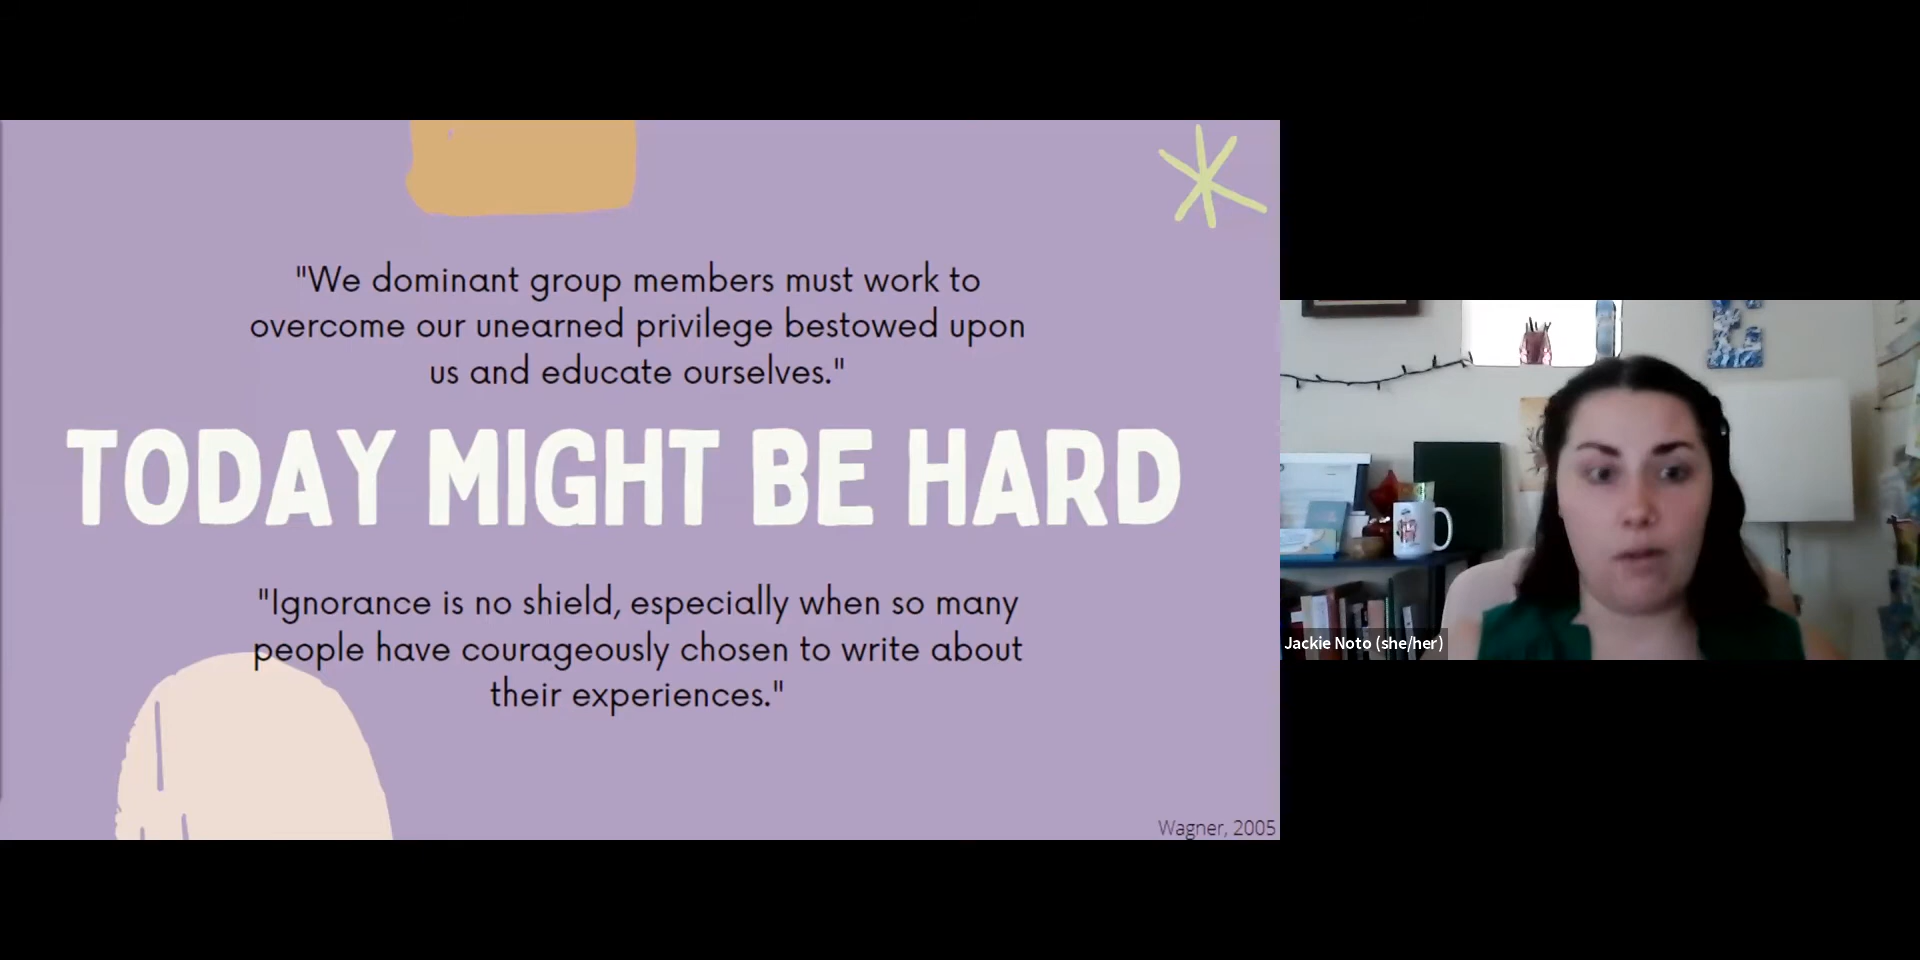 "We dominant group members must work to
overcome our unearned privilege bestowed upon
us and educate ourselves."
TODAY MIGHT BE HARD
"Ignorance is no shield, especially when so many
people have courageously chosen to write about
their experiences."
Wagner, 2005
Jackie Noto (she/her)